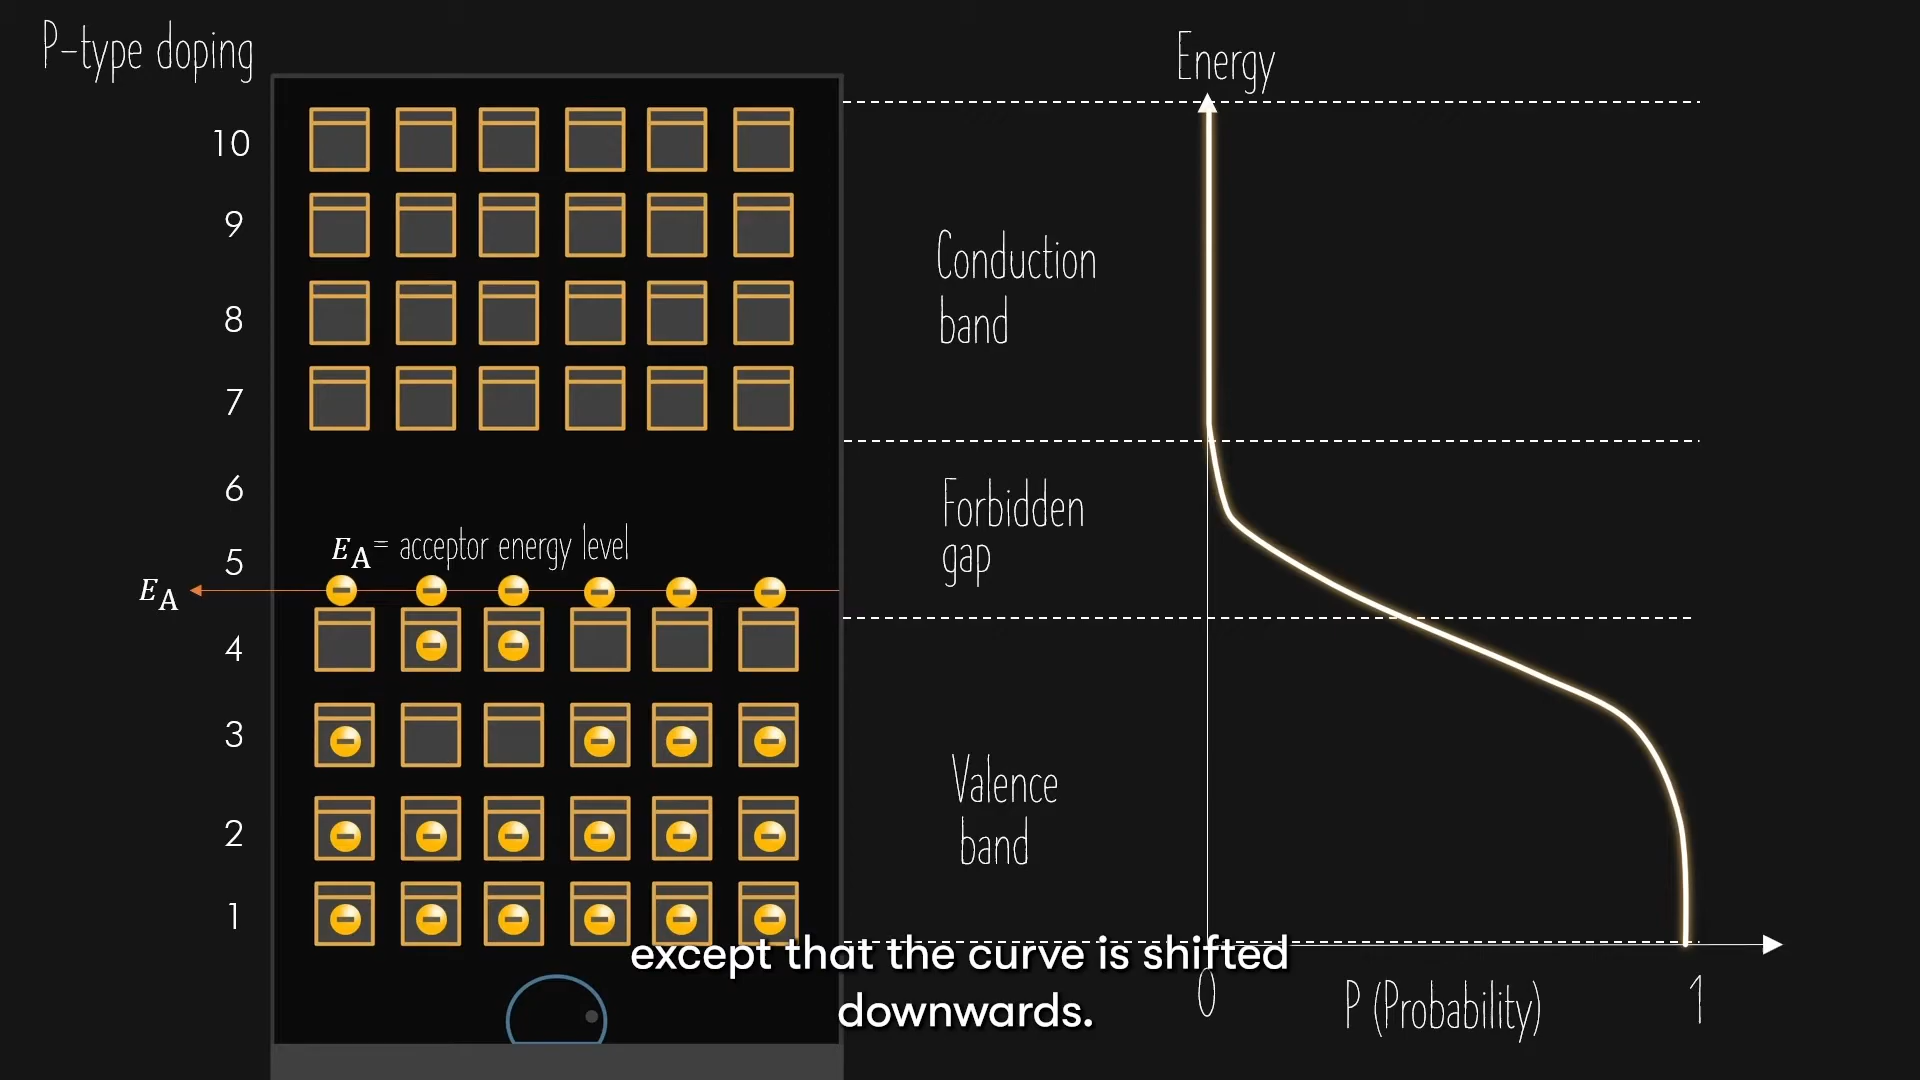 P-type doping
Energy
10
9
8
7
6
5
4
3
2
1
E_A = acceptor energy level
E_A
Conduction
band
Forbidden
gap
Valence
band
except that the curve is shifted
downwards.
0
P (Probability)
1